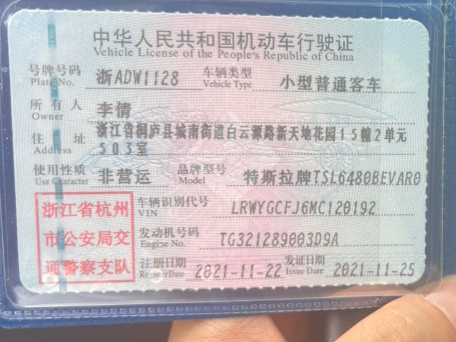 中华人民共和国机动车行驶证
Vehicle License of the People's Republic of China
号牌号码 浙ADW1128 车辆类型 小型普通客车
Plate No. Vehicle Type
所有人 李倩
Owner
住址 浙江省桐庐县城南街道白云源路新天地花园15幢2单元
Address 503室
使用性质 非营运 品牌型号 特斯拉牌TSL6480BEVAR0
Use Character Model
浙江省杭州
市公安局交
通警察支队
车辆识别代号 LRWYGCFJ6MC120192
VIN
发动机号码 TG321289003D9A
Engine No.
注册日期 2021-11-22 发证日期 2021-11-25
Register Date Issue Date